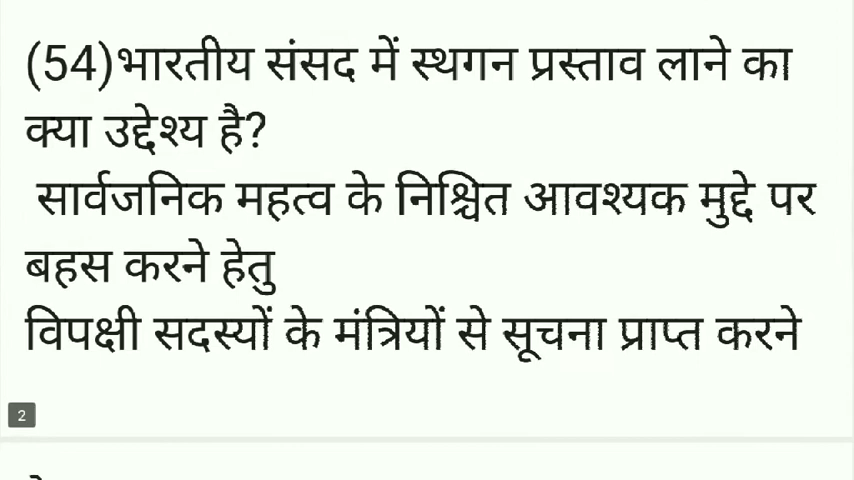 (54)भारतीय संसद में स्थगन प्रस्ताव लाने का
क्या उद्देश्य है?
सार्वजनिक महत्व के निश्चित आवश्यक मुद्दे पर
बहस करने हेतु
विपक्षी सदस्यों के मंत्रियों से सूचना प्राप्त करने
2